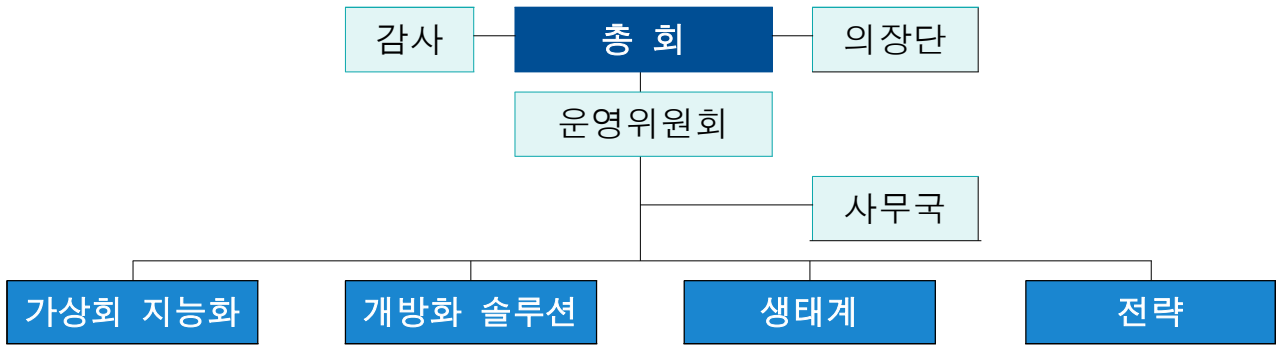 감사
총 회
의장단
운영위원회
사무국
가상회 지능화
개방화 솔루션
생태계
전략